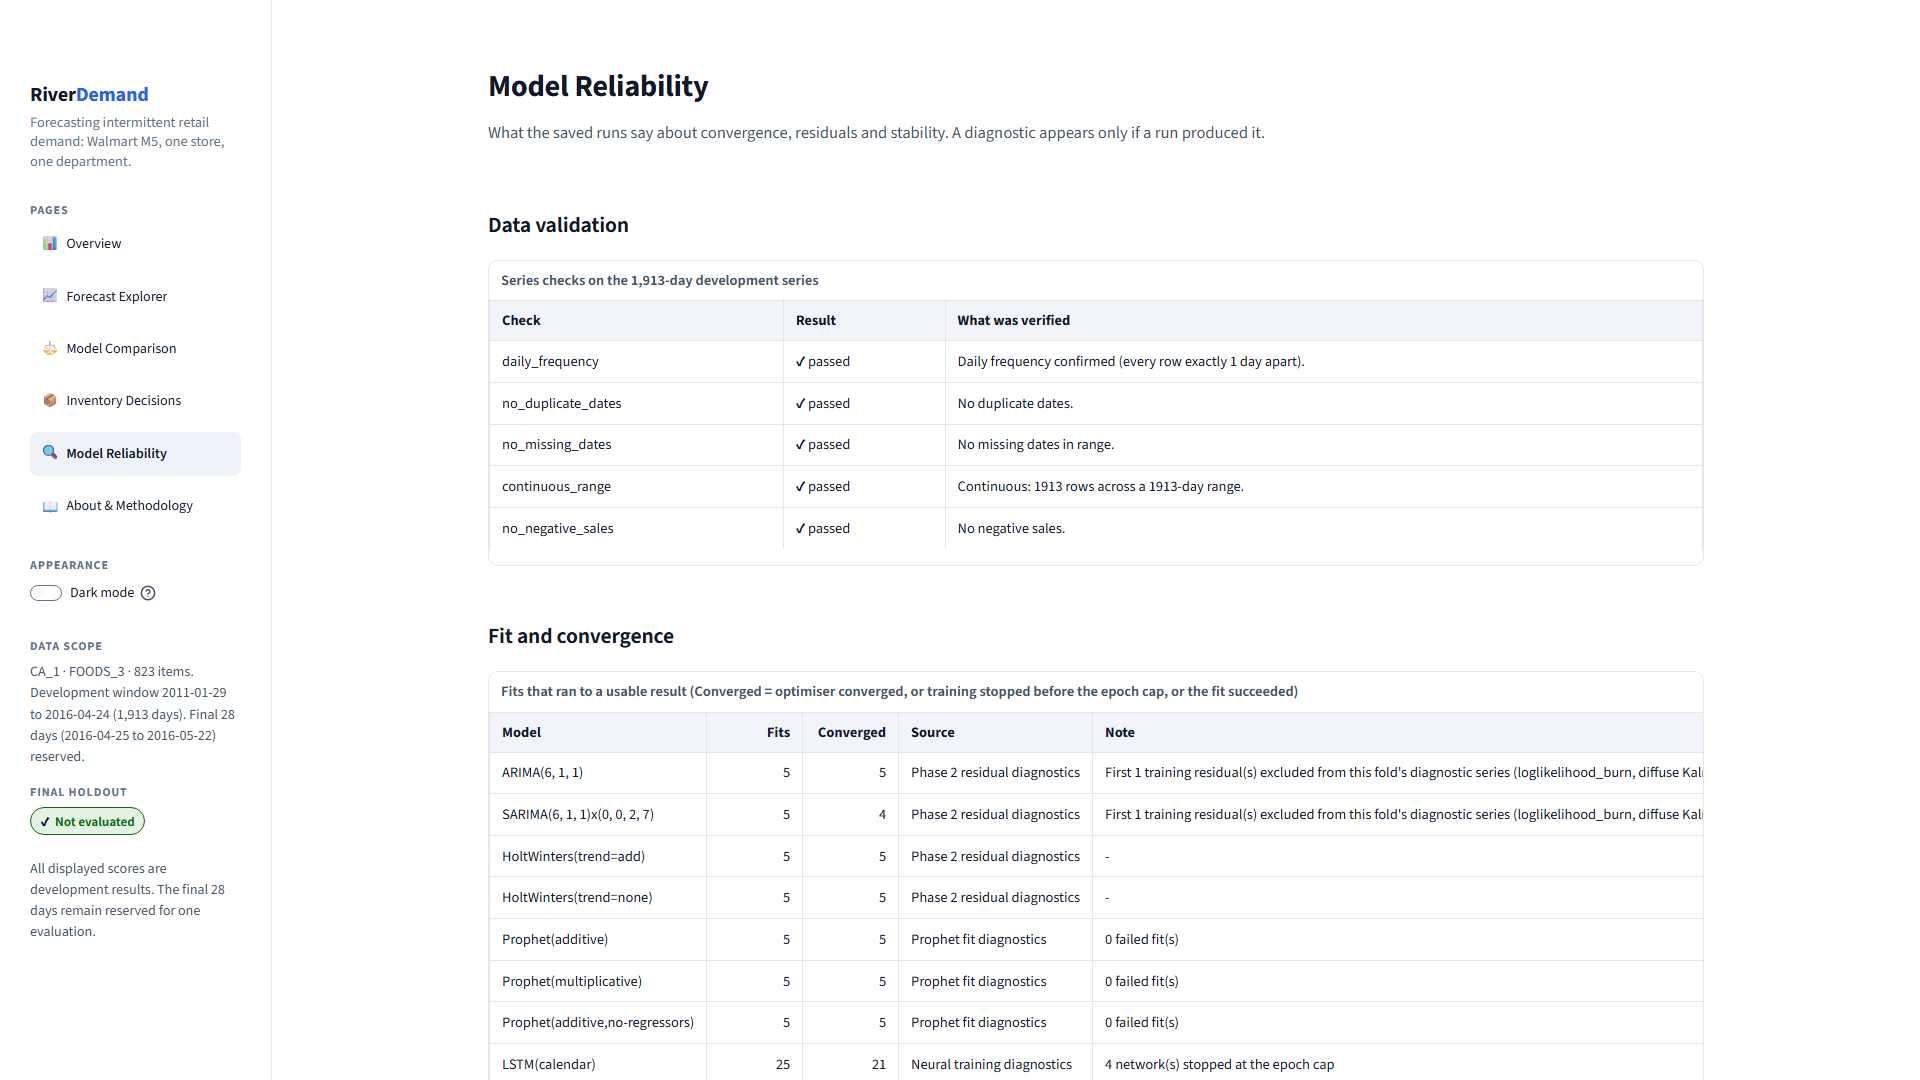 RiverDemand
Forecasting intermittent retail
demand: Walmart M5, one store,
one department.
PAGES
Overview
Forecast Explorer
Model Comparison
Inventory Decisions
Model Reliability
About & Methodology
APPEARANCE
Dark mode ?
DATA SCOPE
CA_1 · FOODS_3 · 823 items.
Development window 2011-01-29
to 2016-04-24 (1,913 days). Final 28
days (2016-04-25 to 2016-05-22)
reserved.
FINAL HOLDOUT
✓ Not evaluated
All displayed scores are
development results. The final 28
days remain reserved for one
evaluation.
Model Reliability
What the saved runs say about convergence, residuals and stability. A diagnostic appears only if a run produced it.
Data validation
Series checks on the 1,913-day development series
Check Result What was verified
daily_frequency ✓ passed Daily frequency confirmed (every row exactly 1 day apart).
no_duplicate_dates ✓ passed No duplicate dates.
no_missing_dates ✓ passed No missing dates in range.
continuous_range ✓ passed Continuous: 1913 rows across a 1913-day range.
no_negative_sales ✓ passed No negative sales.
Fit and convergence
Fits that ran to a usable result (Converged = optimiser converged, or training stopped before the epoch cap, or the fit succeeded)
Model Fits Converged Source Note
ARIMA(6, 1, 1) 5 5 Phase 2 residual diagnostics First 1 training residual(s) excluded from this fold's diagnostic series (loglikelihood_burn, diffuse Kal
SARIMA(6, 1, 1)x(0, 0, 2, 7) 5 4 Phase 2 residual diagnostics First 1 training residual(s) excluded from this fold's diagnostic series (loglikelihood_burn, diffuse Kal
HoltWinters(trend=add) 5 5 Phase 2 residual diagnostics -
HoltWinters(trend=none) 5 5 Phase 2 residual diagnostics -
Prophet(additive) 5 5 Prophet fit diagnostics 0 failed fit(s)
Prophet(multiplicative) 5 5 Prophet fit diagnostics 0 failed fit(s)
Prophet(additive,no-regressors) 5 5 Prophet fit diagnostics 0 failed fit(s)
LSTM(calendar) 25 21 Neural training diagnostics 4 network(s) stopped at the epoch cap